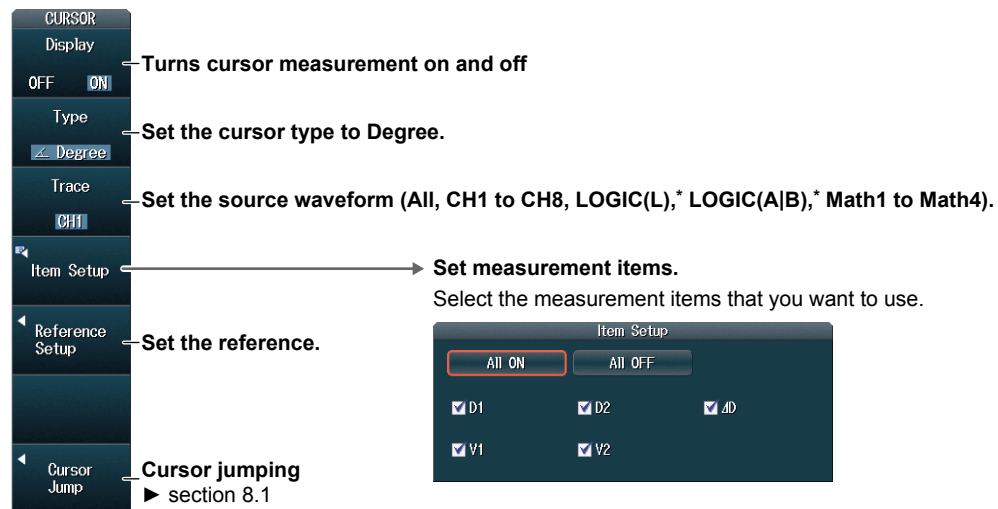 CURSOR
Display
OFF ON
Turns cursor measurement on and off
Type
∠ Degree
Set the cursor type to Degree.
Trace
CH1
Set the source waveform (All, CH1 to CH8, LOGIC(L),* LOGIC(A|B),* Math1 to Math4).
Item Setup
Set measurement items.
Select the measurement items that you want to use.
Item Setup
All ON All OFF
D1 D2 ΔD
V1 V2
Reference
Setup
Set the reference.
Cursor
Jump
Cursor jumping
► section 8.1